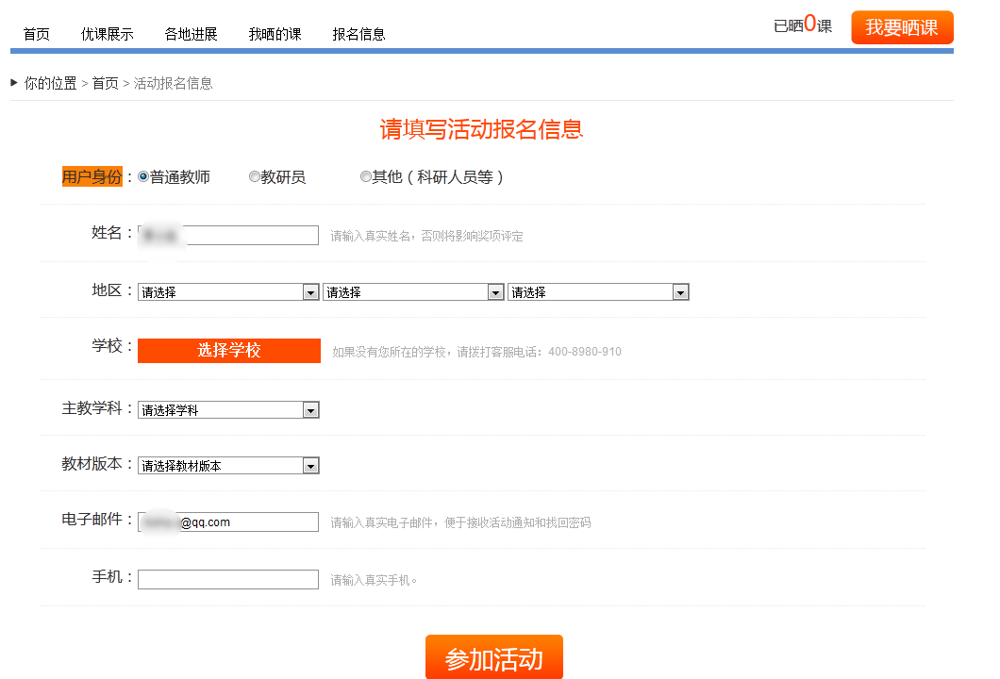 首页 优课展示 各地进展 我晒的课 报名信息 已晒0课 我要晒课
你的位置 > 首页 > 活动报名信息
请填写活动报名信息
用户身份： 普通教师 教研员 其他（科研人员等）
姓名： 请输入真实姓名，否则将影响奖项评定
地区： 请选择 请选择 请选择
学校： 选择学校 如果没有您所在的学校，请拨打客服电话：400-8980-910
主教学科： 请选择学科
教材版本： 请选择教材版本
电子邮件： @qq.com 请输入真实电子邮件，便于接收活动通知和找回密码
手机： 请输入真实手机。
参加活动